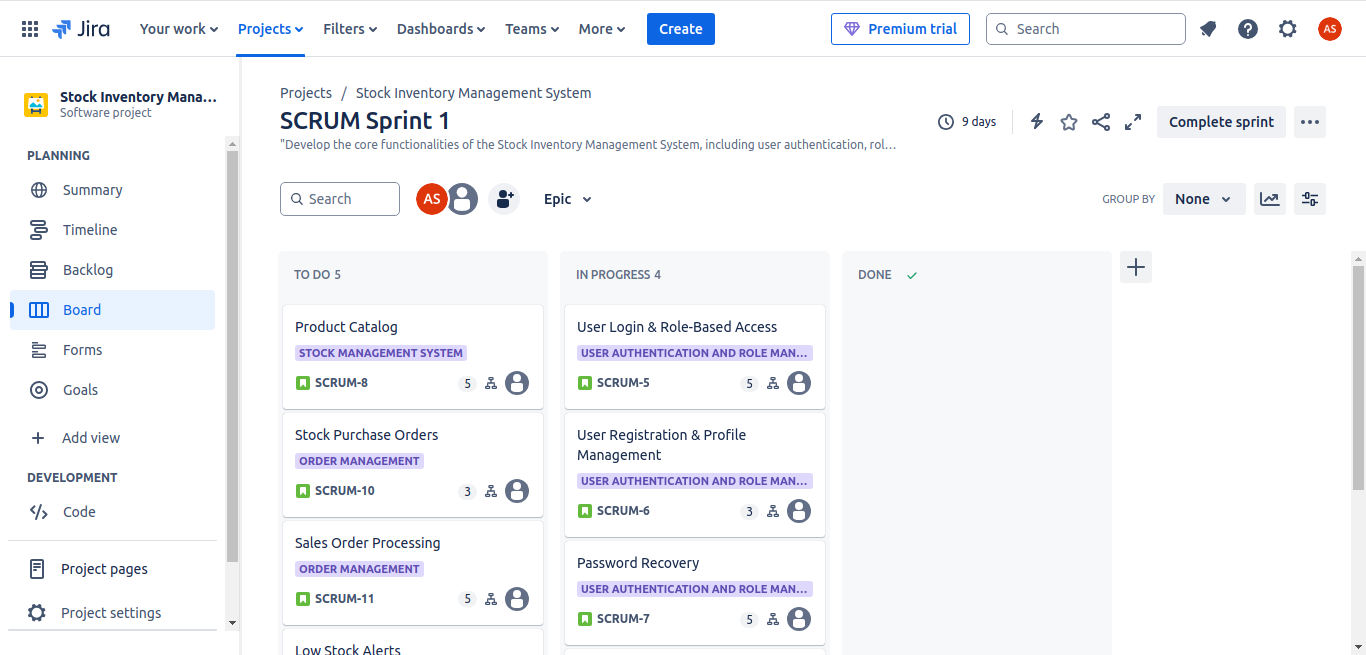 Jira
Your work
Projects
Filters
Dashboards
Teams
More
Create
Premium trial
Search
AS
Stock Inventory Mana...
Software project
PLANNING
Summary
Timeline
Backlog
Board
Forms
Goals
Add view
DEVELOPMENT
Code
Project pages
Project settings
Projects / Stock Inventory Management System
SCRUM Sprint 1
"Develop the core functionalities of the Stock Inventory Management System, including user authentication, rol...
9 days
Complete sprint
Search
AS
Epic
GROUP BY
None
TO DO 5
Product Catalog
STOCK MANAGEMENT SYSTEM
SCRUM-8
5
Stock Purchase Orders
ORDER MANAGEMENT
SCRUM-10
3
Sales Order Processing
ORDER MANAGEMENT
SCRUM-11
5
Low Stock Alerts
IN PROGRESS 4
User Login & Role-Based Access
USER AUTHENTICATION AND ROLE MAN...
SCRUM-5
5
User Registration & Profile
Management
USER AUTHENTICATION AND ROLE MAN...
SCRUM-6
3
Password Recovery
USER AUTHENTICATION AND ROLE MAN...
SCRUM-7
5
DONE